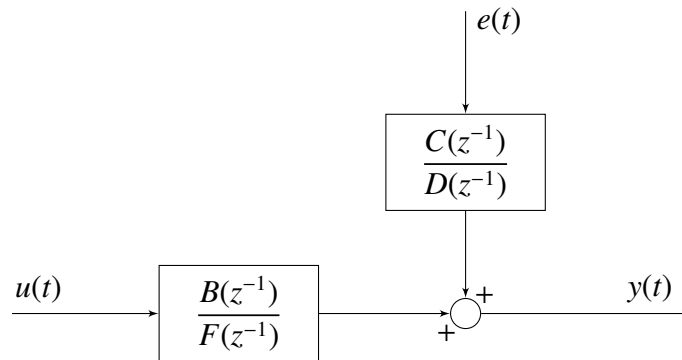 e(t)
C(z⁻¹)
D(z⁻¹)
u(t)
B(z⁻¹)
F(z⁻¹)
+
+
y(t)